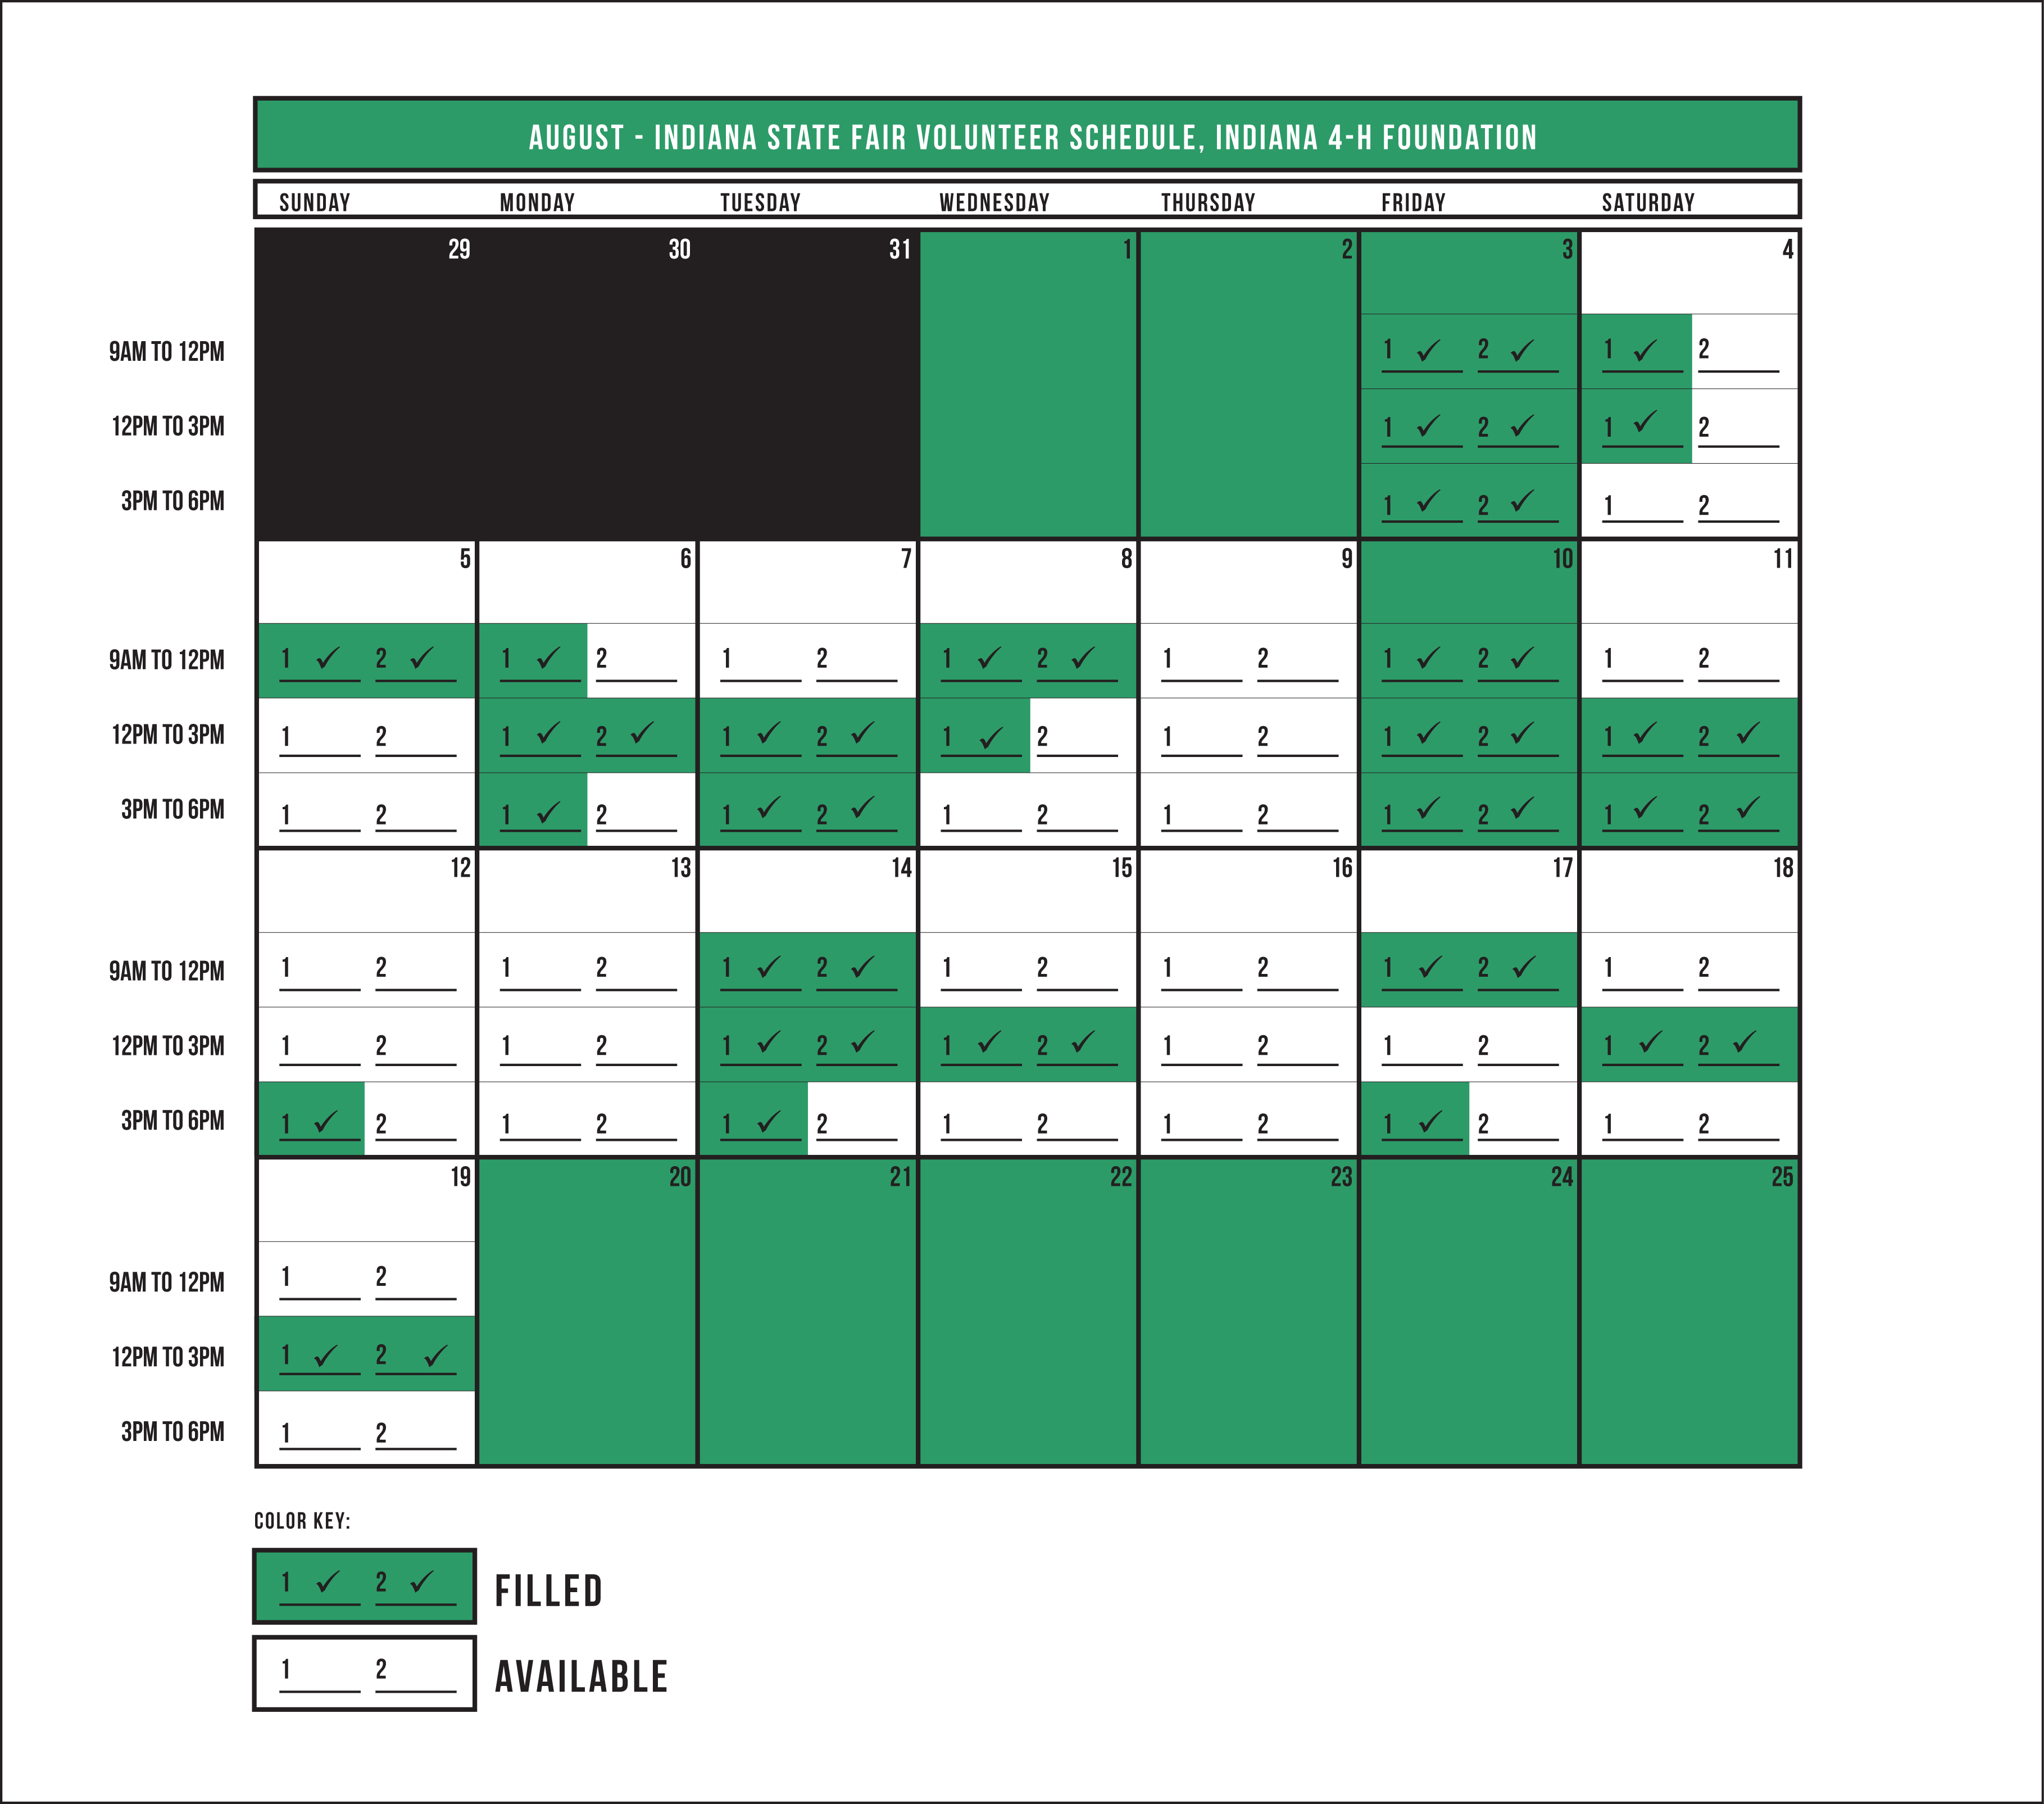 AUGUST - INDIANA STATE FAIR VOLUNTEER SCHEDULE, INDIANA 4-H FOUNDATION
SUNDAY MONDAY TUESDAY WEDNESDAY THURSDAY FRIDAY SATURDAY
29 30 31 1 2 3 4
9AM TO 12PM 1 ✓ 2 ✓ 1 ✓ 2
12PM TO 3PM 1 ✓ 2 ✓ 1 ✓ 2
3PM TO 6PM 1 ✓ 2 ✓ 1 2
5 6 7 8 9 10 11
9AM TO 12PM 1 ✓ 2 ✓ 1 ✓ 2 1 2 1 ✓ 2 ✓ 1 2 1 ✓ 2 ✓ 1 2
12PM TO 3PM 1 2 1 ✓ 2 ✓ 1 ✓ 2 ✓ 1 ✓ 2 1 2 1 ✓ 2 ✓ 1 ✓ 2 ✓
3PM TO 6PM 1 2 1 ✓ 2 1 ✓ 2 ✓ 1 2 1 2 1 ✓ 2 ✓ 1 ✓ 2 ✓
12 13 14 15 16 17 18
9AM TO 12PM 1 2 1 2 1 ✓ 2 ✓ 1 2 1 2 1 ✓ 2 ✓ 1 2
12PM TO 3PM 1 2 1 2 1 ✓ 2 ✓ 1 ✓ 2 ✓ 1 2 1 2 1 ✓ 2 ✓
3PM TO 6PM 1 ✓ 2 1 2 1 ✓ 2 1 2 1 2 1 ✓ 2 1 2
19 20 21 22 23 24 25
9AM TO 12PM 1 2
12PM TO 3PM 1 ✓ 2 ✓
3PM TO 6PM 1 2
COLOR KEY:
1 ✓ 2 ✓ FILLED
1 2 AVAILABLE